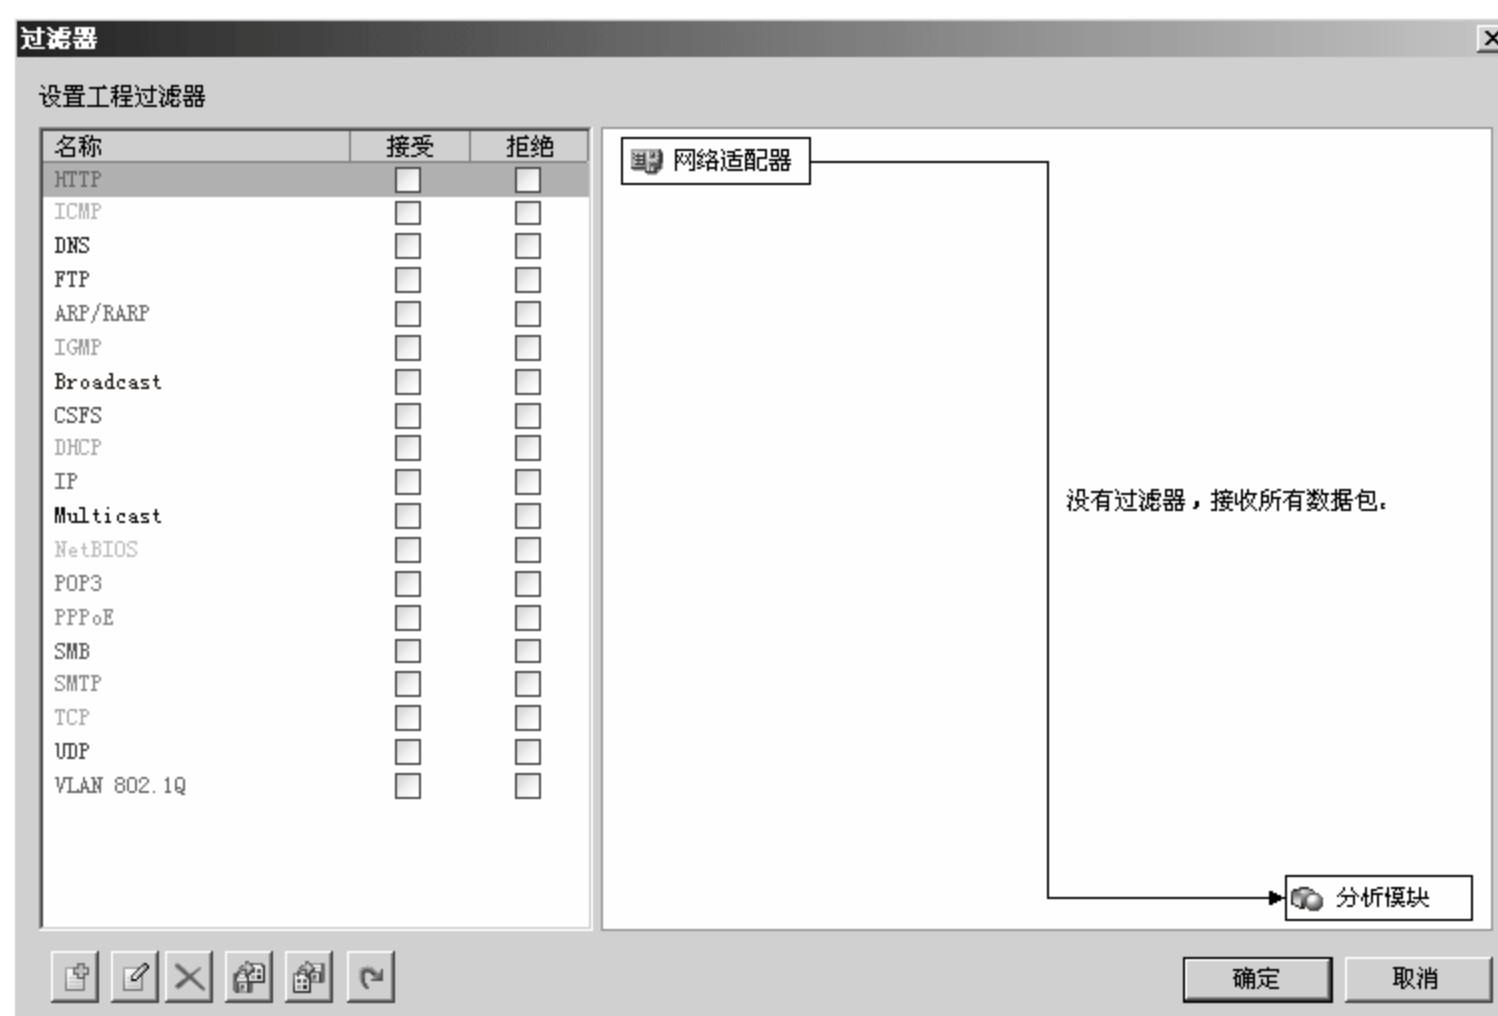 过滤器
设置工程过滤器
名称 接受 拒绝
HTTP
ICMP
DNS
FTP
ARP/RARP
IGMP
Broadcast
CSFS
DHCP
IP
Multicast
NetBIOS
POP3
PPPoE
SMB
SMTP
TCP
UDP
VLAN 802.1Q
网络适配器
没有过滤器，接收所有数据包.
分析模块
确定 取消